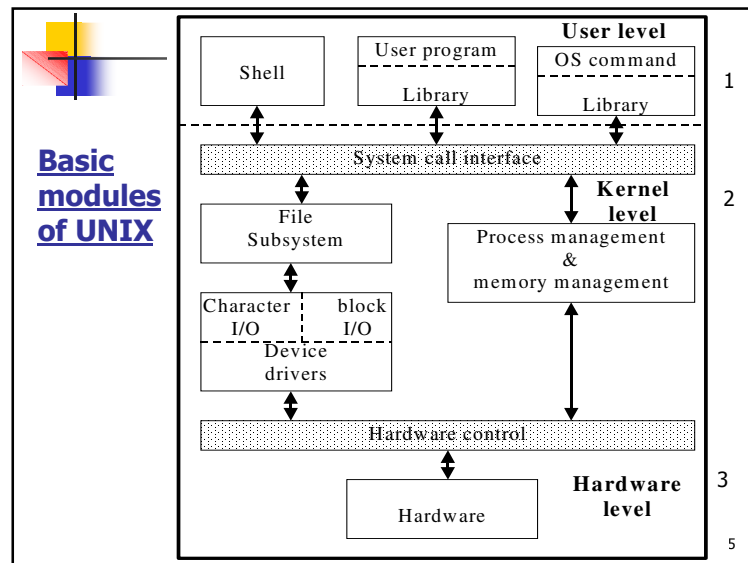 Basic
modules
of UNIX
User level
Shell
User program
Library
OS command
Library
1
System call interface
Kernel
level
2
File
Subsystem
Process management
&
memory management
Character
I/O
block
I/O
Device
drivers
Hardware control
Hardware
level
3
Hardware
5